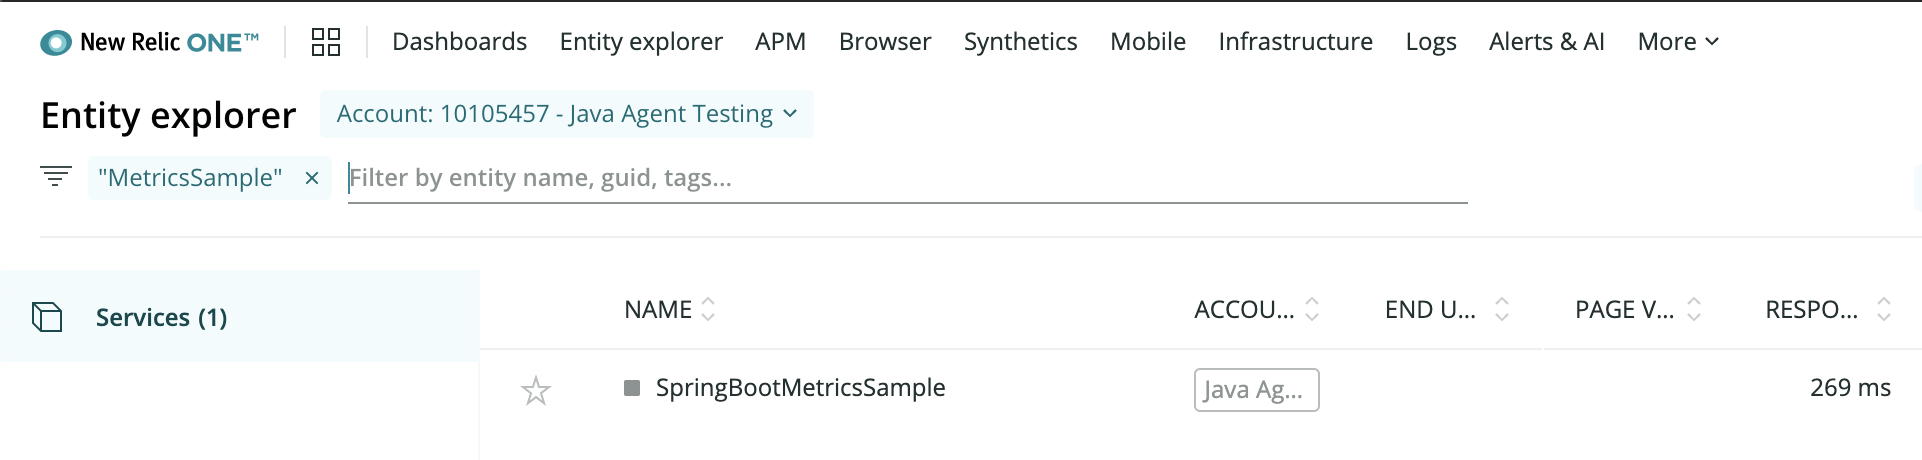 New Relic ONE™ Dashboards Entity explorer APM Browser Synthetics Mobile Infrastructure Logs Alerts & AI More
Entity explorer Account: 10105457 - Java Agent Testing
"MetricsSample" × Filter by entity name, guid, tags...
Services (1)
NAME ACCOU... END U... PAGE V... RESPO...
SpringBootMetricsSample Java Ag... 269 ms